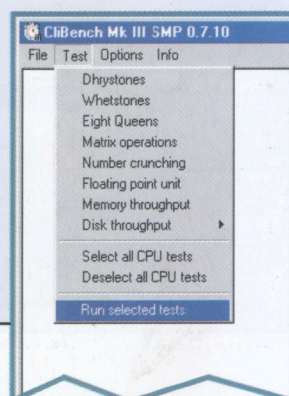 CliBench Mk III SMP 0.7.10
File Test Options Info
Dhrystones
Whetstones
Eight Queens
Matrix operations
Number crunching
Floating point unit
Memory throughput
Disk throughput
Select all CPU tests
Deselect all CPU tests
Run selected tests